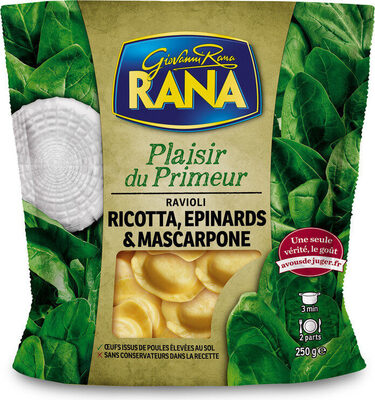 Giovanni Rana
RANA
Plaisir
du Primeur
RAVIOLI
RICOTTA, EPINARDS
& MASCARPONE
Une seule
vérité, le goût
avousdejuger.fr
3 min
2 parts
250 g e
✓ ŒUFS ISSUS DE POULES ÉLEVÉES AU SOL
✕ SANS CONSERVATEURS DANS LA RECETTE